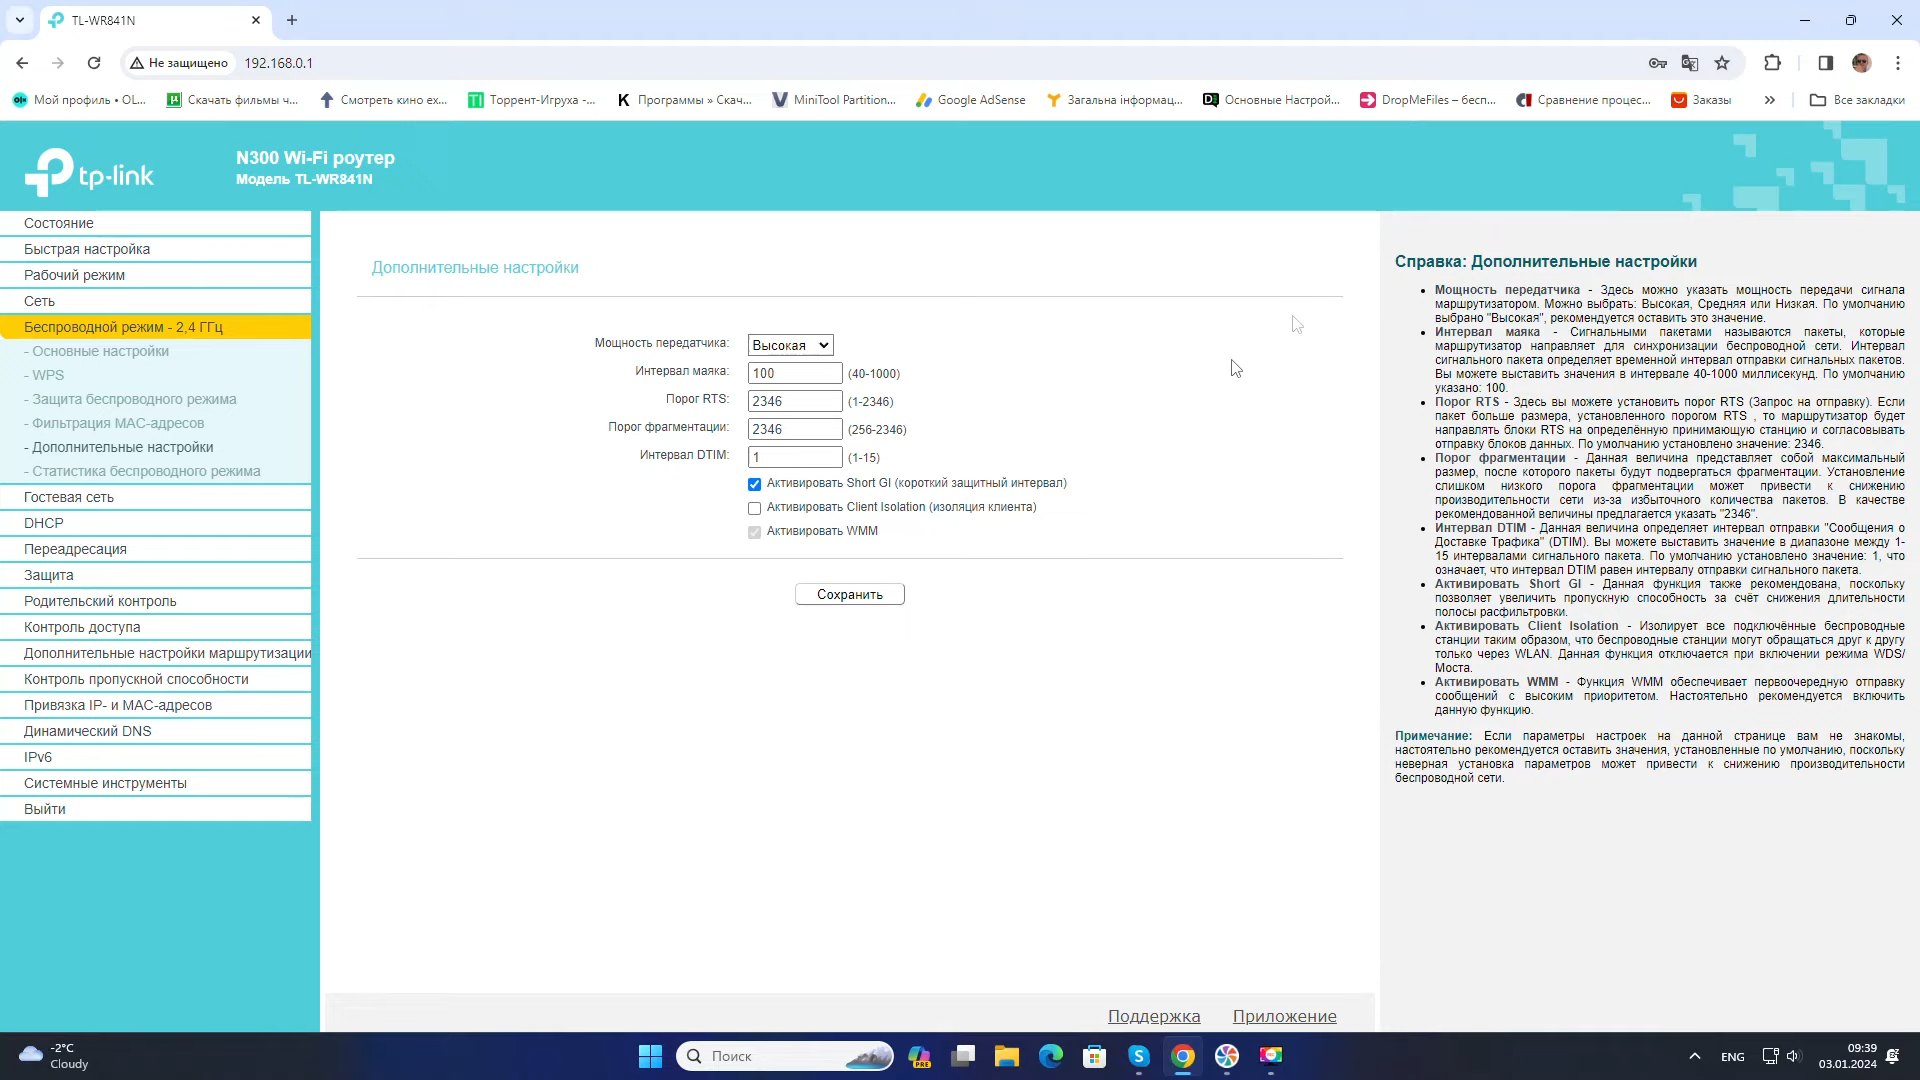 TL-WR841N
Не защищено
192.168.0.1
Мой профиль • OL...
Скачать фильмы ч...
Смотреть кино ex...
Торрент-Игруха -...
Программы » Скач...
MiniTool Partition...
Google AdSense
Загальна інформац...
Основные Настрой...
DropMeFiles – бесп...
Сравнение процес...
Заказы
Все закладки
tp-link
N300 Wi-Fi роутер
Модель TL-WR841N
Состояние
Быстрая настройка
Рабочий режим
Сеть
Беспроводной режим - 2,4 ГГц
- Основные настройки
- WPS
- Защита беспроводного режима
- Фильтрация MAC-адресов
- Дополнительные настройки
- Статистика беспроводного режима
Гостевая сеть
DHCP
Переадресация
Защита
Родительский контроль
Контроль доступа
Дополнительные настройки маршрутизации
Контроль пропускной способности
Привязка IP- и MAC-адресов
Динамический DNS
IPv6
Системные инструменты
Выйти
Дополнительные настройки
Мощность передатчика: Высокая
Интервал маяка: 100 (40-1000)
Порог RTS: 2346 (1-2346)
Порог фрагментации: 2346 (256-2346)
Интервал DTIM: 1 (1-15)
Активировать Short GI (короткий защитный интервал)
Активировать Client Isolation (изоляция клиента)
Активировать WMM
Сохранить
Справка: Дополнительные настройки
• Мощность передатчика - Здесь можно указать мощность передачи сигнала
маршрутизатором. Можно выбрать: Высокая, Средняя или Низкая. По умолчанию
выбрано "Высокая", рекомендуется оставить это значение.
• Интервал маяка - Сигнальными пакетами называются пакеты, которые
маршрутизатор направляет для синхронизации беспроводной сети. Интервал
сигнального пакета определяет временной интервал отправки сигнальных пакетов.
Вы можете выставить значения в интервале 40-1000 миллисекунд. По умолчанию
указано: 100.
• Порог RTS - Здесь вы можете установить порог RTS (Запрос на отправку). Если
пакет больше размера, установленного порогом RTS , то маршрутизатор будет
направлять блоки RTS на определённую принимающую станцию и согласовывать
отправку блоков данных. По умолчанию установлено значение: 2346.
• Порог фрагментации - Данная величина представляет собой максимальный
размер, после которого пакеты будут подвергаться фрагментации. Установление
слишком низкого порога фрагментации может привести к снижению
производительности сети из-за избыточного количества пакетов. В качестве
рекомендованной величины предлагается указать "2346".
• Интервал DTIM - Данная величина определяет интервал отправки "Сообщения о
Доставке Трафика" (DTIM). Вы можете выставить значение в диапазоне между 1-
15 интервалами сигнального пакета. По умолчанию установлено значение: 1, что
означает, что интервал DTIM равен интервалу отправки сигнального пакета.
• Активировать Short GI - Данная функция также рекомендована, поскольку
позволяет увеличить пропускную способность за счёт снижения длительности
полосы расфильтровки.
• Активировать Client Isolation - Изолирует все подключённые беспроводные
станции таким образом, что беспроводные станции могут обращаться друг к другу
только через WLAN. Данная функция отключается при включении режима WDS/
Моста.
• Активировать WMM - Функция WMM обеспечивает первоочередную отправку
сообщений с высоким приоритетом. Настоятельно рекомендуется включить
данную функцию.
Примечание: Если параметры настроек на данной странице вам не знакомы,
настоятельно рекомендуется оставить значения, установленные по умолчанию, поскольку
неверная установка параметров может привести к снижению производительности
беспроводной сети.
Поддержка
Приложение
-2°C
Cloudy
Поиск
PRE
ENG
09:39
03.01.2024